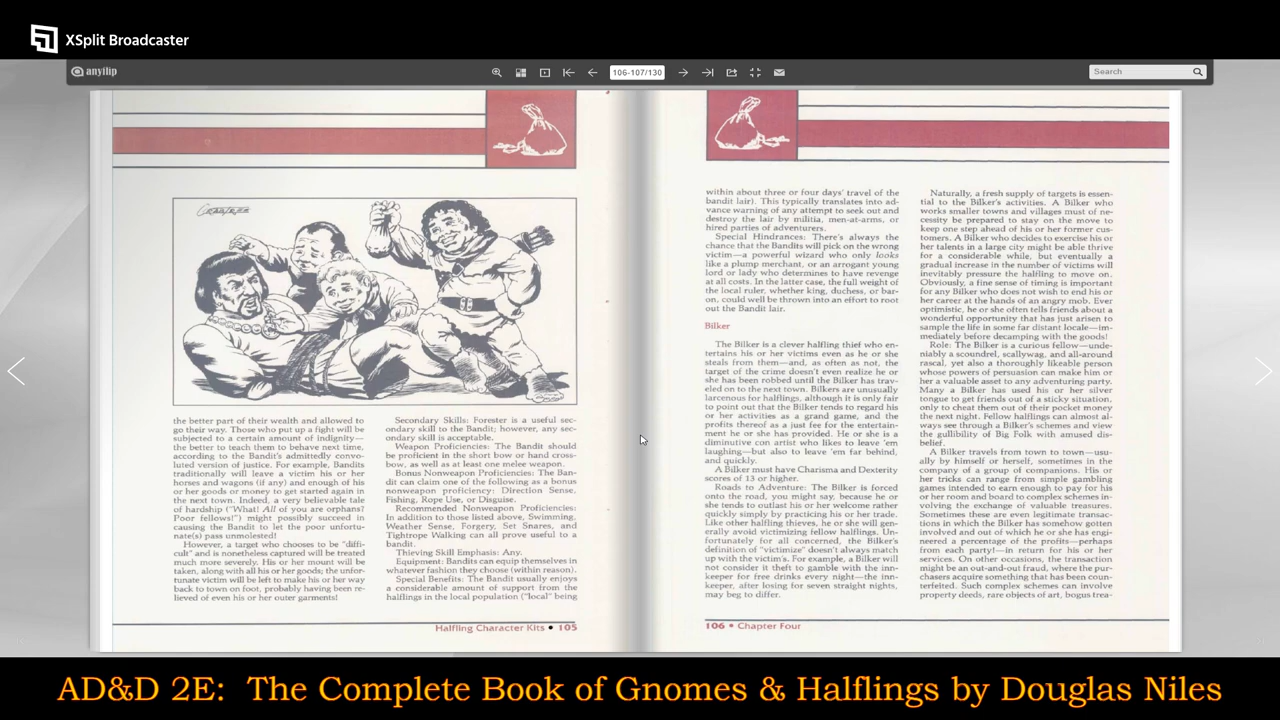 XSplit Broadcaster
anyflip
106-107/130
Search
the better part of their wealth and allowed to
go their way. Those who put up a fight will be
subjected to a certain amount of indignity—
the better to teach them to behave next time,
according to the Bandit's admittedly convo-
luted version of justice. For example, Bandits
traditionally will leave a victim his or her
horses and wagons (if any) and enough of his
or her goods or money to get started again in
the next town. Indeed, a very believable tale
of hardship ("What! All of you are orphans?
Poor fellows!") might possibly succeed in
causing the Bandit to let the poor unfortu-
nate(s) pass unmolested!
However, a target who chooses to be "diffi-
cult" and is nonetheless captured will be treated
much more severely. His or her mount will be
taken, along with all his or her goods; the unfor-
tunate victim will be left to make his or her way
back to town on foot, probably having been re-
lieved of even his or her outer garments!
Secondary Skills: Forester is a useful sec-
ondary skill to the Bandit; however, any sec-
ondary skill is acceptable.
Weapon Proficiencies: The Bandit should
be proficient in the short bow or hand cross-
bow, as well as at least one melee weapon.
Bonus Nonweapon Proficiencies: The Ban-
dit can claim one of the following as a bonus
nonweapon proficiency: Direction Sense,
Fishing, Rope Use, or Disguise.
Recommended Nonweapon Proficiencies:
In addition to those listed above, Swimming,
Weather Sense, Forgery, Set Snares, and
Tightrope Walking can all prove useful to a
bandit.
Thieving Skill Emphasis: Any.
Equipment: Bandits can equip themselves in
whatever fashion they choose (within reason).
Special Benefits: The Bandit usually enjoys
a considerable amount of support from the
halflings in the local population ("local" being
Halfling Character Kits • 105
within about three or four days' travel of the
bandit lair). This typically translates into ad-
vance warning of any attempt to seek out and
destroy the lair by militia, men-at-arms, or
hired parties of adventurers.
Special Hindrances: There's always the
chance that the Bandits will pick on the wrong
victim—a powerful wizard who only looks
like a plump merchant, or an arrogant young
lord or lady who determines to have revenge
at all costs. In the latter case, the full weight of
the local ruler, whether king, duchess, or bar-
on, could well be thrown into an effort to root
out the Bandit lair.
Bilker
The Bilker is a clever halfling thief who en-
tertains his or her victims even as he or she
steals from them—and, as often as not, the
target of the crime doesn't even realize he or
she has been robbed until the Bilker has trav-
eled on to the next town. Bilkers are unusually
larcenous for halflings, although it is only fair
to point out that the Bilker tends to regard his
or her activities as a grand game, and the
profits thereof as a just fee for the entertain-
ment he or she has provided. He or she is a
diminutive con artist who likes to leave 'em
laughing—but also to leave 'em far behind,
and quickly.
A Bilker must have Charisma and Dexterity
scores of 13 or higher.
Roads to Adventure: The Bilker is forced
onto the road, you might say, because he or
she tends to outlast his or her welcome rather
quickly simply by practicing his or her trade.
Like other halfling thieves, he or she will gen-
erally avoid victimizing fellow halflings. Un-
fortunately for all concerned, the Bilker's
definition of "victimize" doesn't always match
up with the victim's. For example, a Bilker will
not consider it theft to gamble with the inn-
keeper for free drinks every night—the inn-
keeper, after losing for seven straight nights,
may beg to differ.
Naturally, a fresh supply of targets is essen-
tial to the Bilker's activities. A Bilker who
works smaller towns and villages must of ne-
cessity be prepared to stay on the move to
keep one step ahead of his or her former cus-
tomers. A Bilker who decides to exercise his or
her talents in a large city might be able thrive
for a considerable while, but eventually a
gradual increase in the number of victims will
inevitably pressure the halfling to move on.
Obviously, a fine sense of timing is important
for any Bilker who does not wish to end his or
her career at the hands of an angry mob. Ever
optimistic, he or she often tells friends about a
wonderful opportunity that has just arisen to
sample the life in some far distant locale—im-
mediately before decamping with the goods!
Role: The Bilker is a curious fellow—unde-
niably a scoundrel, scallywag, and all-around
rascal, yet also a thoroughly likeable person
whose powers of persuasion can make him or
her a valuable asset to any adventuring party.
Many a Bilker has used his or her silver
tongue to get friends out of a sticky situation,
only to cheat them out of their pocket money
the next night. Fellow halflings can almost al-
ways see through a Bilker's schemes and view
the gullibility of Big Folk with amused dis-
belief.
A Bilker travels from town to town—usu-
ally by himself or herself, sometimes in the
company of a group of companions. His or
her tricks can range from simple gambling
games intended to earn enough to pay for his
or her room and board to complex schemes in-
volving the exchange of valuable treasures.
Sometimes these are even legitimate transac-
tions in which the Bilker has somehow gotten
involved and out of which he or she has engi-
neered a percentage of the profits—perhaps
from each party!—in return for his or her
services. On other occasions, the transaction
might be an out-and-out fraud, where the pur-
chasers acquire something that has been coun-
terfeited. Such complex schemes can involve
property deeds, rare objects of art, bogus trea-
106 • Chapter Four
AD&D 2E: The Complete Book of Gnomes & Halflings by Douglas Niles